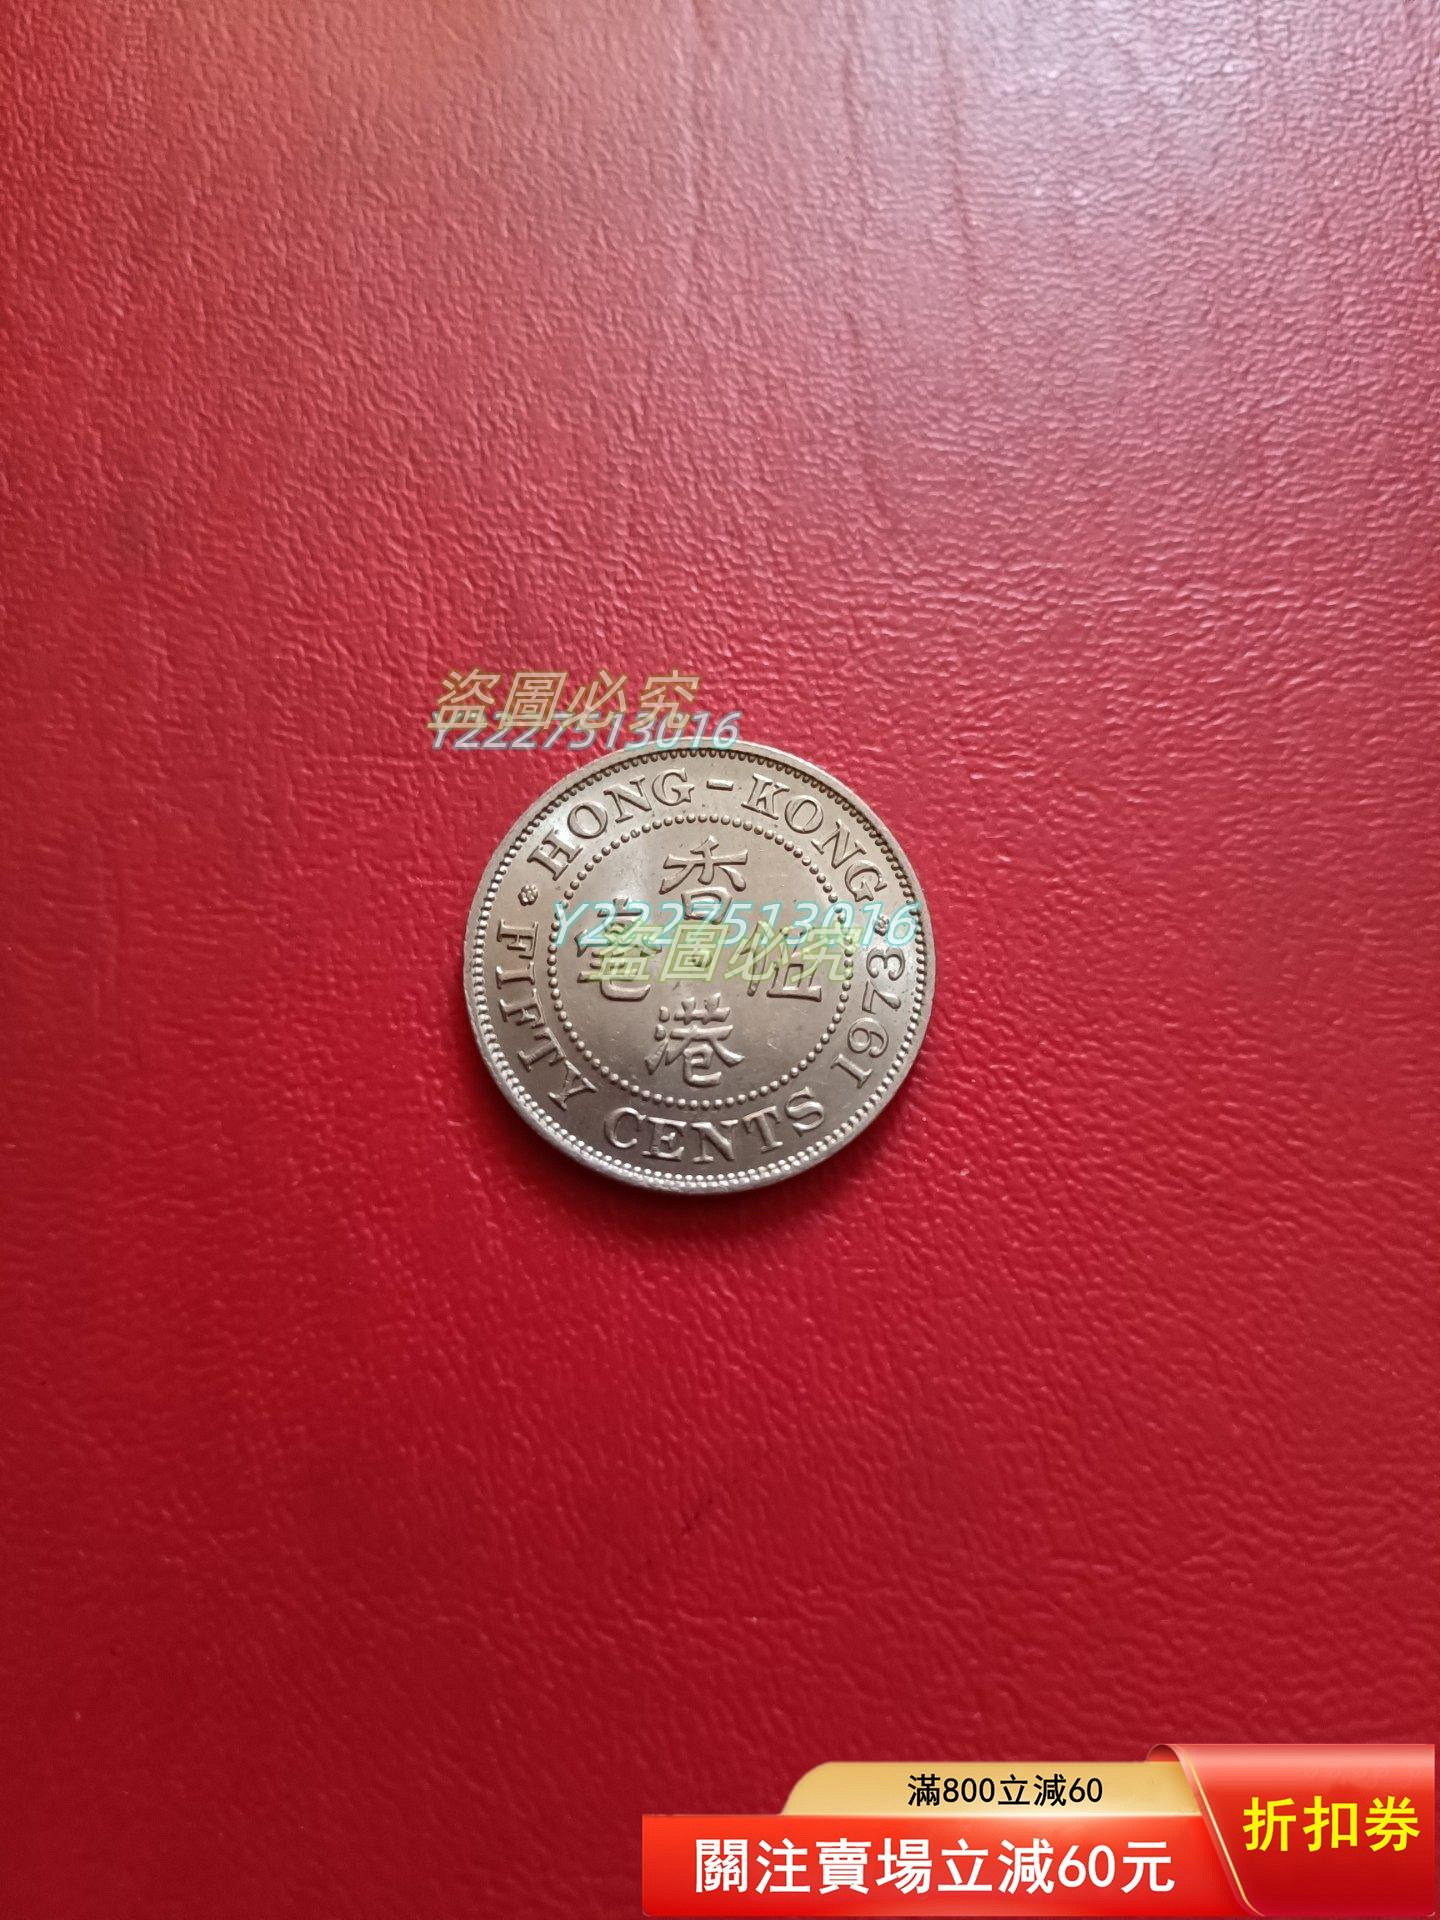 盜圖必究
Y2227513016
HONG-KONG
香
毫 伍
港
FIFTY CENTS 1973
Y2227513016
盜圖必究
滿800立減60
關注賣場立減60元
折扣券